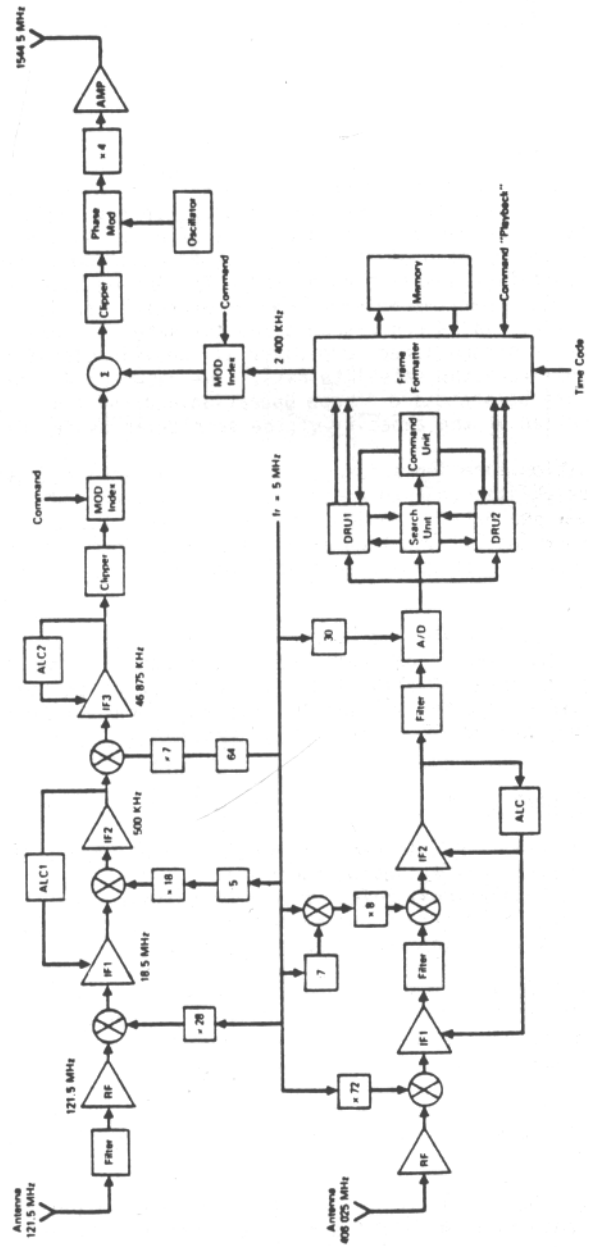 Antenna
121.5 MHz
Filter
RF
121.5 MHz
× 28
IF1
18 5 MHz
ALC1
× 18
5
IF2
500 KHz
× 7
64
IF3
46 875 KHz
ALC2
Clipper
MOD
Index
Command
Σ
Clipper
Phase
Mod
Oscillator
× 4
AMP
1544 5 MHz
MOD
Index
Command
2 400 KHz
fr = 5 MHz
Antenna
406 025 MHz
RF
× 72
IF1
Filter
7
× 8
IF2
ALC
Filter
30
A/D
DRU1
Search
Unit
DRU2
Command
Unit
Frame
Formatter
Memory
Command "Playback"
Time Code